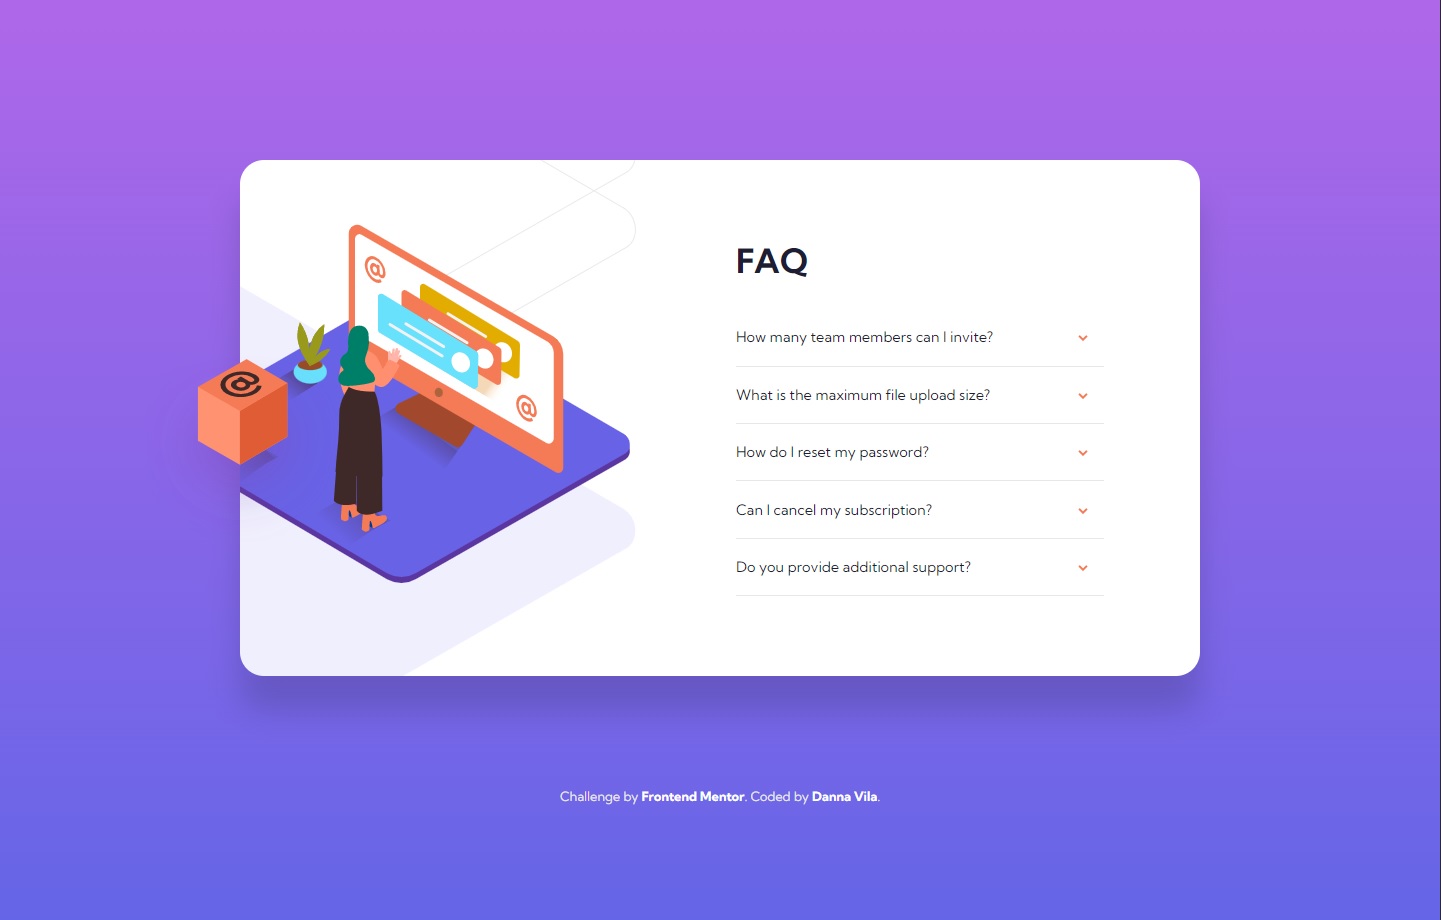 @
@
@
FAQ
How many team members can I invite?
What is the maximum file upload size?
How do I reset my password?
Can I cancel my subscription?
Do you provide additional support?
Challenge by Frontend Mentor. Coded by Danna Vila.